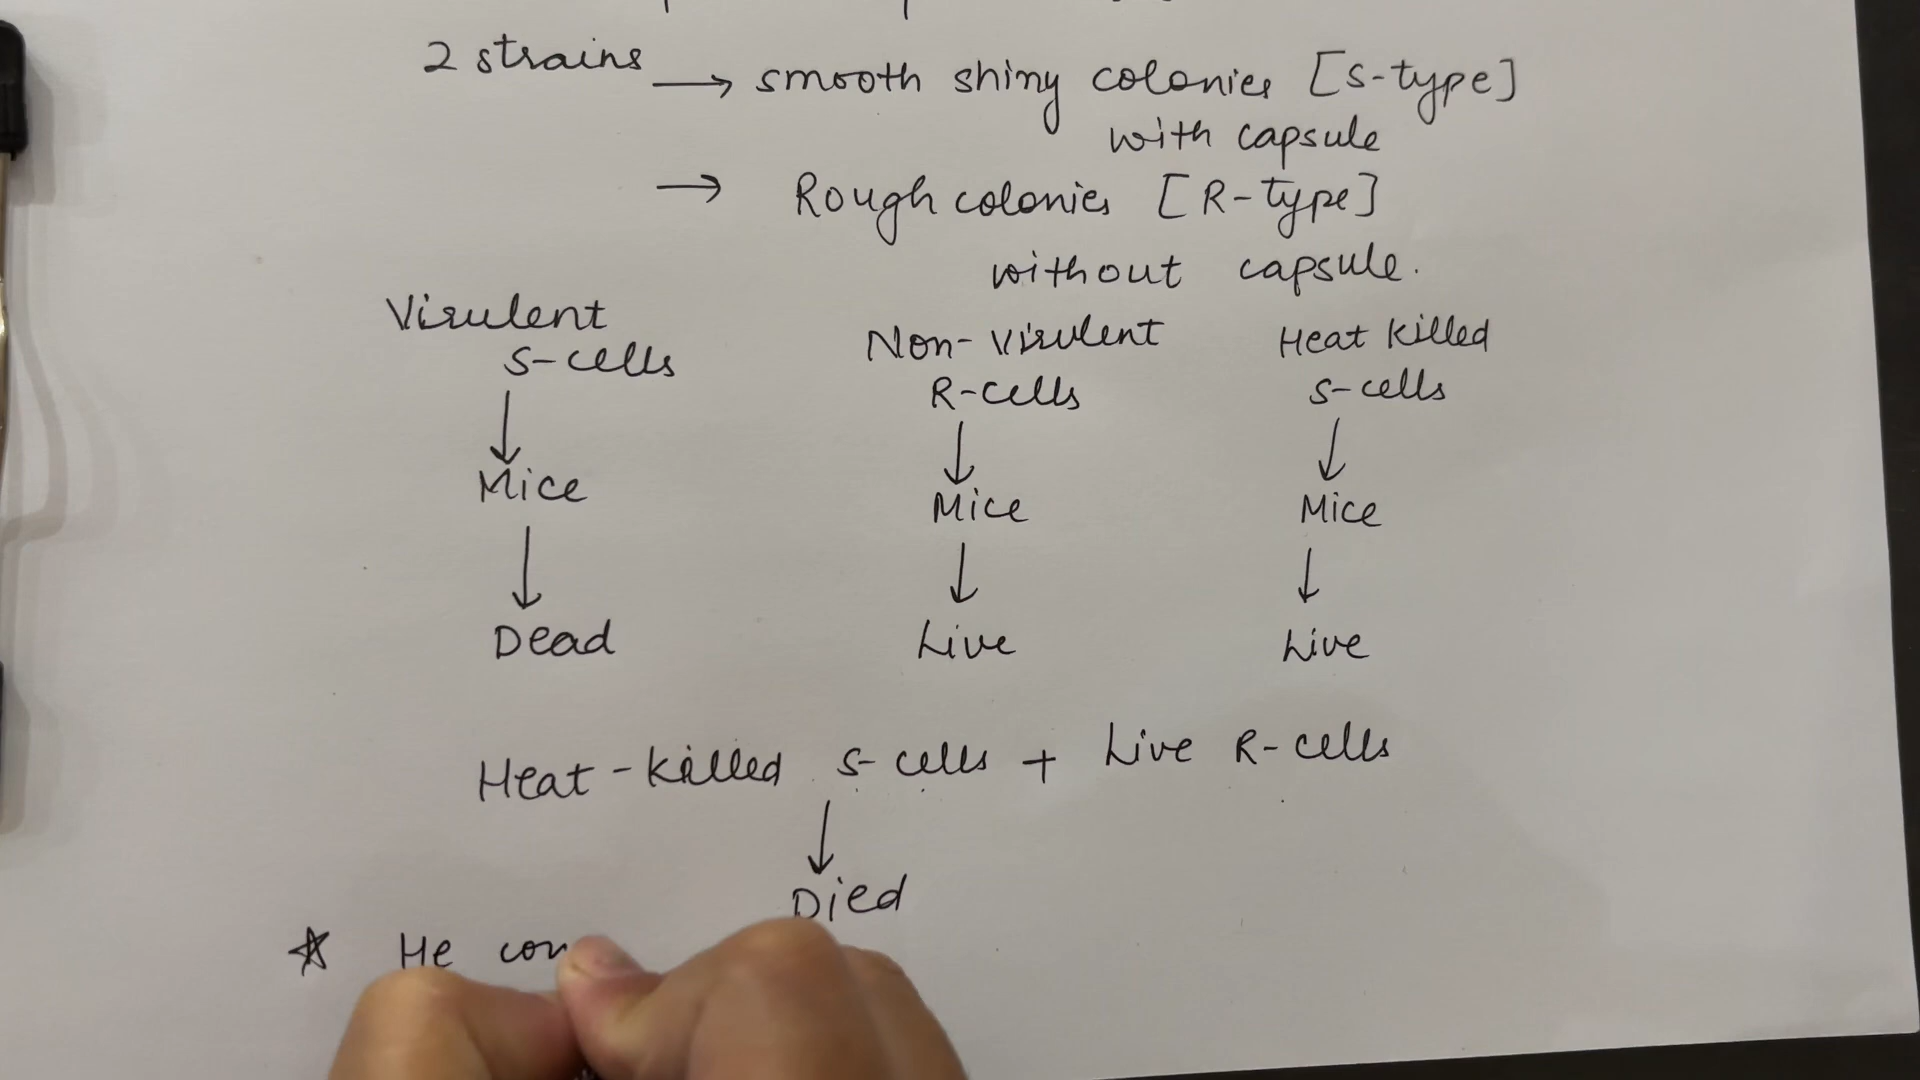 2 strains → smooth shiny colonies [S-type]
with capsule
→ Rough colonies [R-type]
without capsule.
Virulent
S-cells
↓
Mice
↓
Dead
Non-Virulent
R-cells
↓
Mice
↓
Live
Heat Killed
S-cells
↓
Mice
↓
Live
Heat-Killed S-cells + Live R-cells
↓
Died
☆ He con